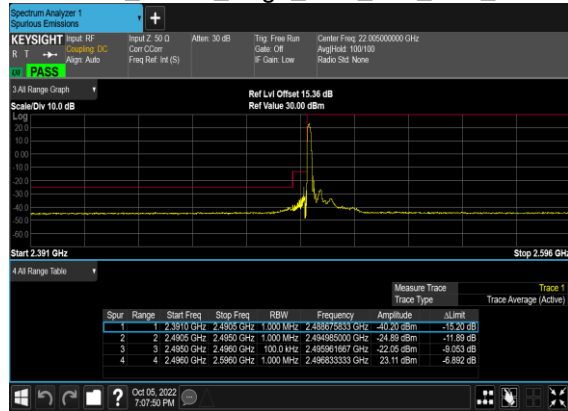 Spectrum Analyzer 1
Spurious Emissions
+
KEYSIGHT Input: RF Input Z: 50 Ω Atten: 30 dB Trig: Free Run Center Freq: 22.005000000 GHz
R T Coupling: DC Corr CCorr Gate: Off Avg|Hold: 100/100
Align: Auto Freq Ref: Int (S) IF Gain: Low Radio Std: None
PASS
3 All Range Graph
Ref Lvl Offset 15.36 dB
Scale/Div 10.0 dB Ref Value 30.00 dBm
Log
20.0
10.0
0.00
-10.0
-20.0
-30.0
-40.0
-50.0
-60.0
Start 2.391 GHz Stop 2.596 GHz
4 All Range Table
Measure Trace Trace 1
Trace Type Trace Average (Active)
Spur Range Start Freq Stop Freq RBW Frequency Amplitude ΔLimit
1 1 2.3910 GHz 2.4905 GHz 1.000 MHz 2.488675833 GHz -40.20 dBm -15.20 dB
2 2 2.4905 GHz 2.4950 GHz 1.000 MHz 2.494985000 GHz -24.89 dBm -11.89 dB
3 3 2.4950 GHz 2.4960 GHz 100.0 kHz 2.495961667 GHz -22.05 dBm -9.053 dB
4 4 2.4960 GHz 2.5960 GHz 1.000 MHz 2.496833333 GHz 23.11 dBm -6.892 dB
? Oct 05, 2022
7:07:50 PM